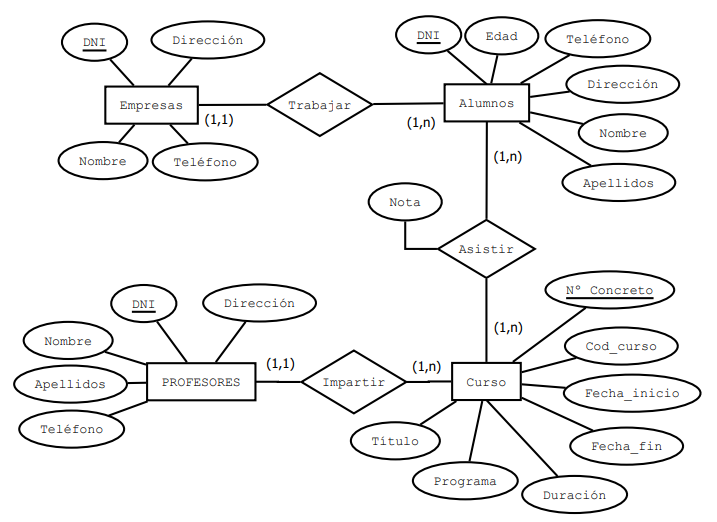 DNI
Dirección
DNI
Edad
Teléfono
Empresas
Trabajar
Alumnos
Dirección
(1,1)
(1,n)
Nombre
Nombre
Teléfono
(1,n)
Apellidos
Nota
Asistir
DNI
Dirección
Nº Concreto
Nombre
(1,n)
Cod_curso
(1,1)
(1,n)
Apellidos
PROFESORES
Impartir
Curso
Fecha_inicio
Teléfono
Titulo
Fecha_fin
Programa
Duración